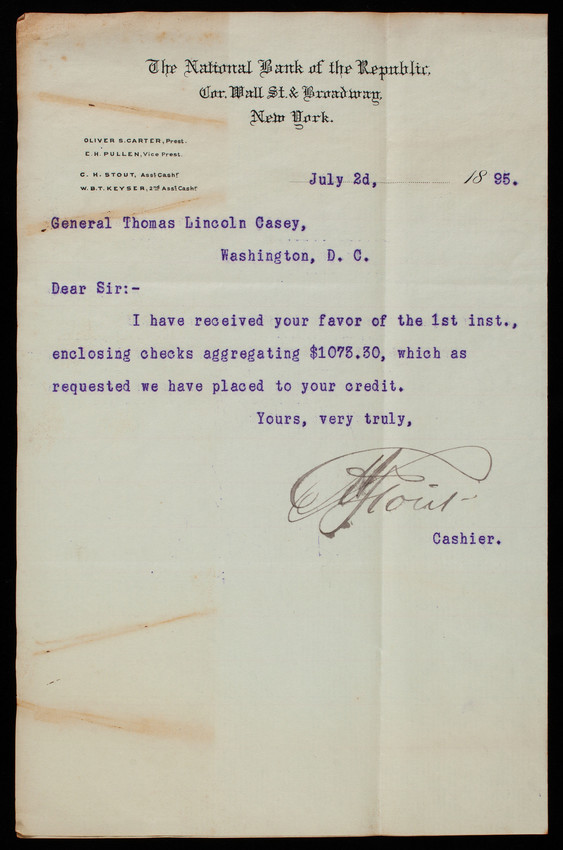 The National Bank of the Republic,
Cor. Wall St. & Broadway,
New York.
OLIVER S. CARTER, Prest.
E. H. PULLEN, Vice Prest.
C. H. STOUT, Asst Cashr
W. B. T. KEYSER, 2nd Asst Cashr
July 2d, 1895.
General Thomas Lincoln Casey,
Washington, D. C.
Dear Sir:-
I have received your favor of the 1st inst.,
enclosing checks aggregating $1073.30, which as
requested we have placed to your credit.
Yours, very truly,
CHStout
Cashier.